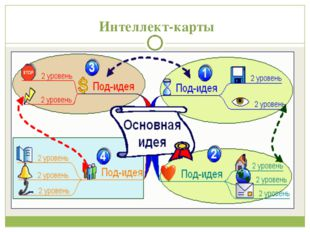 Интеллект-карты
STOP
2 уровень
2 уровень
3
$
Под-идея
1
Под-идея
2 уровень
2 уровень
Основная
идея
2 уровень
2 уровень
2 уровень
4
Под-идея
2
Под-идея
2 уровень
2 уровень
2 уровень